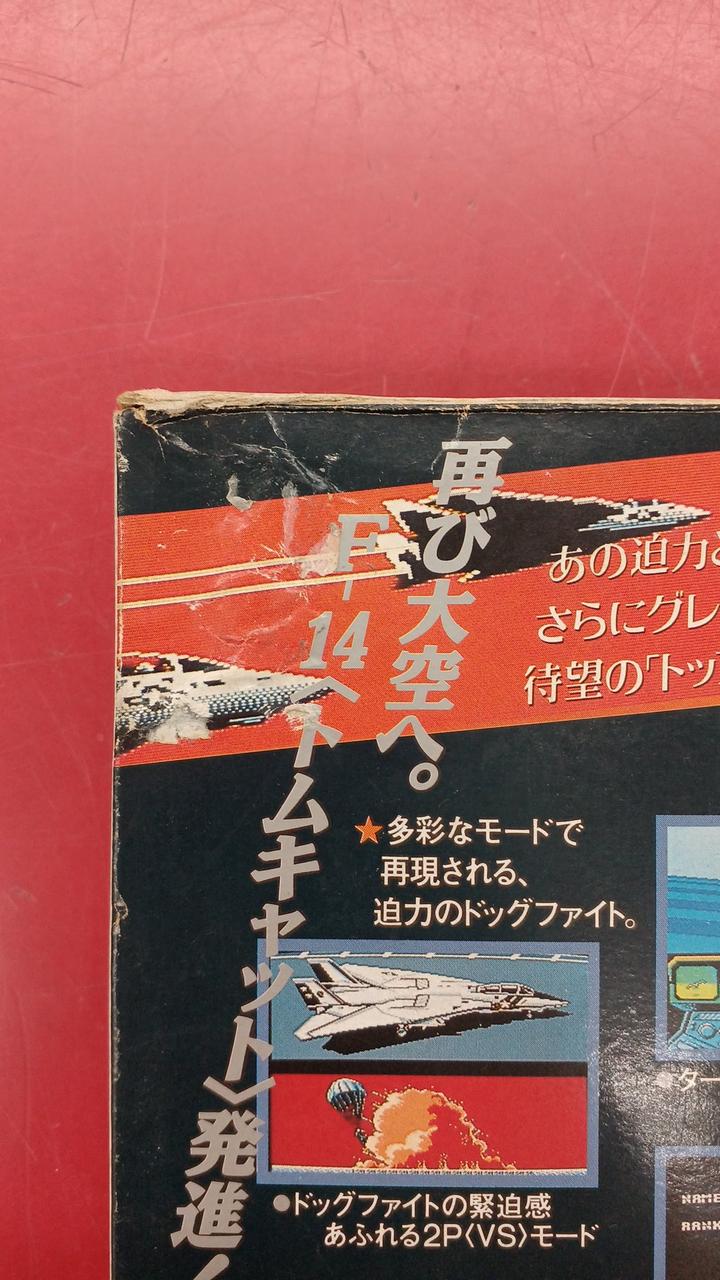 再び大空へ。
F-14〈トムキャット〉発進!
あの迫力と
さらにグレ
待望の「トッ
★多彩なモードで
再現される、
迫力のドッグファイト。
●ドッグファイトの緊迫感
あふれる2P〈VS〉モード
●ター
NAME
RANK